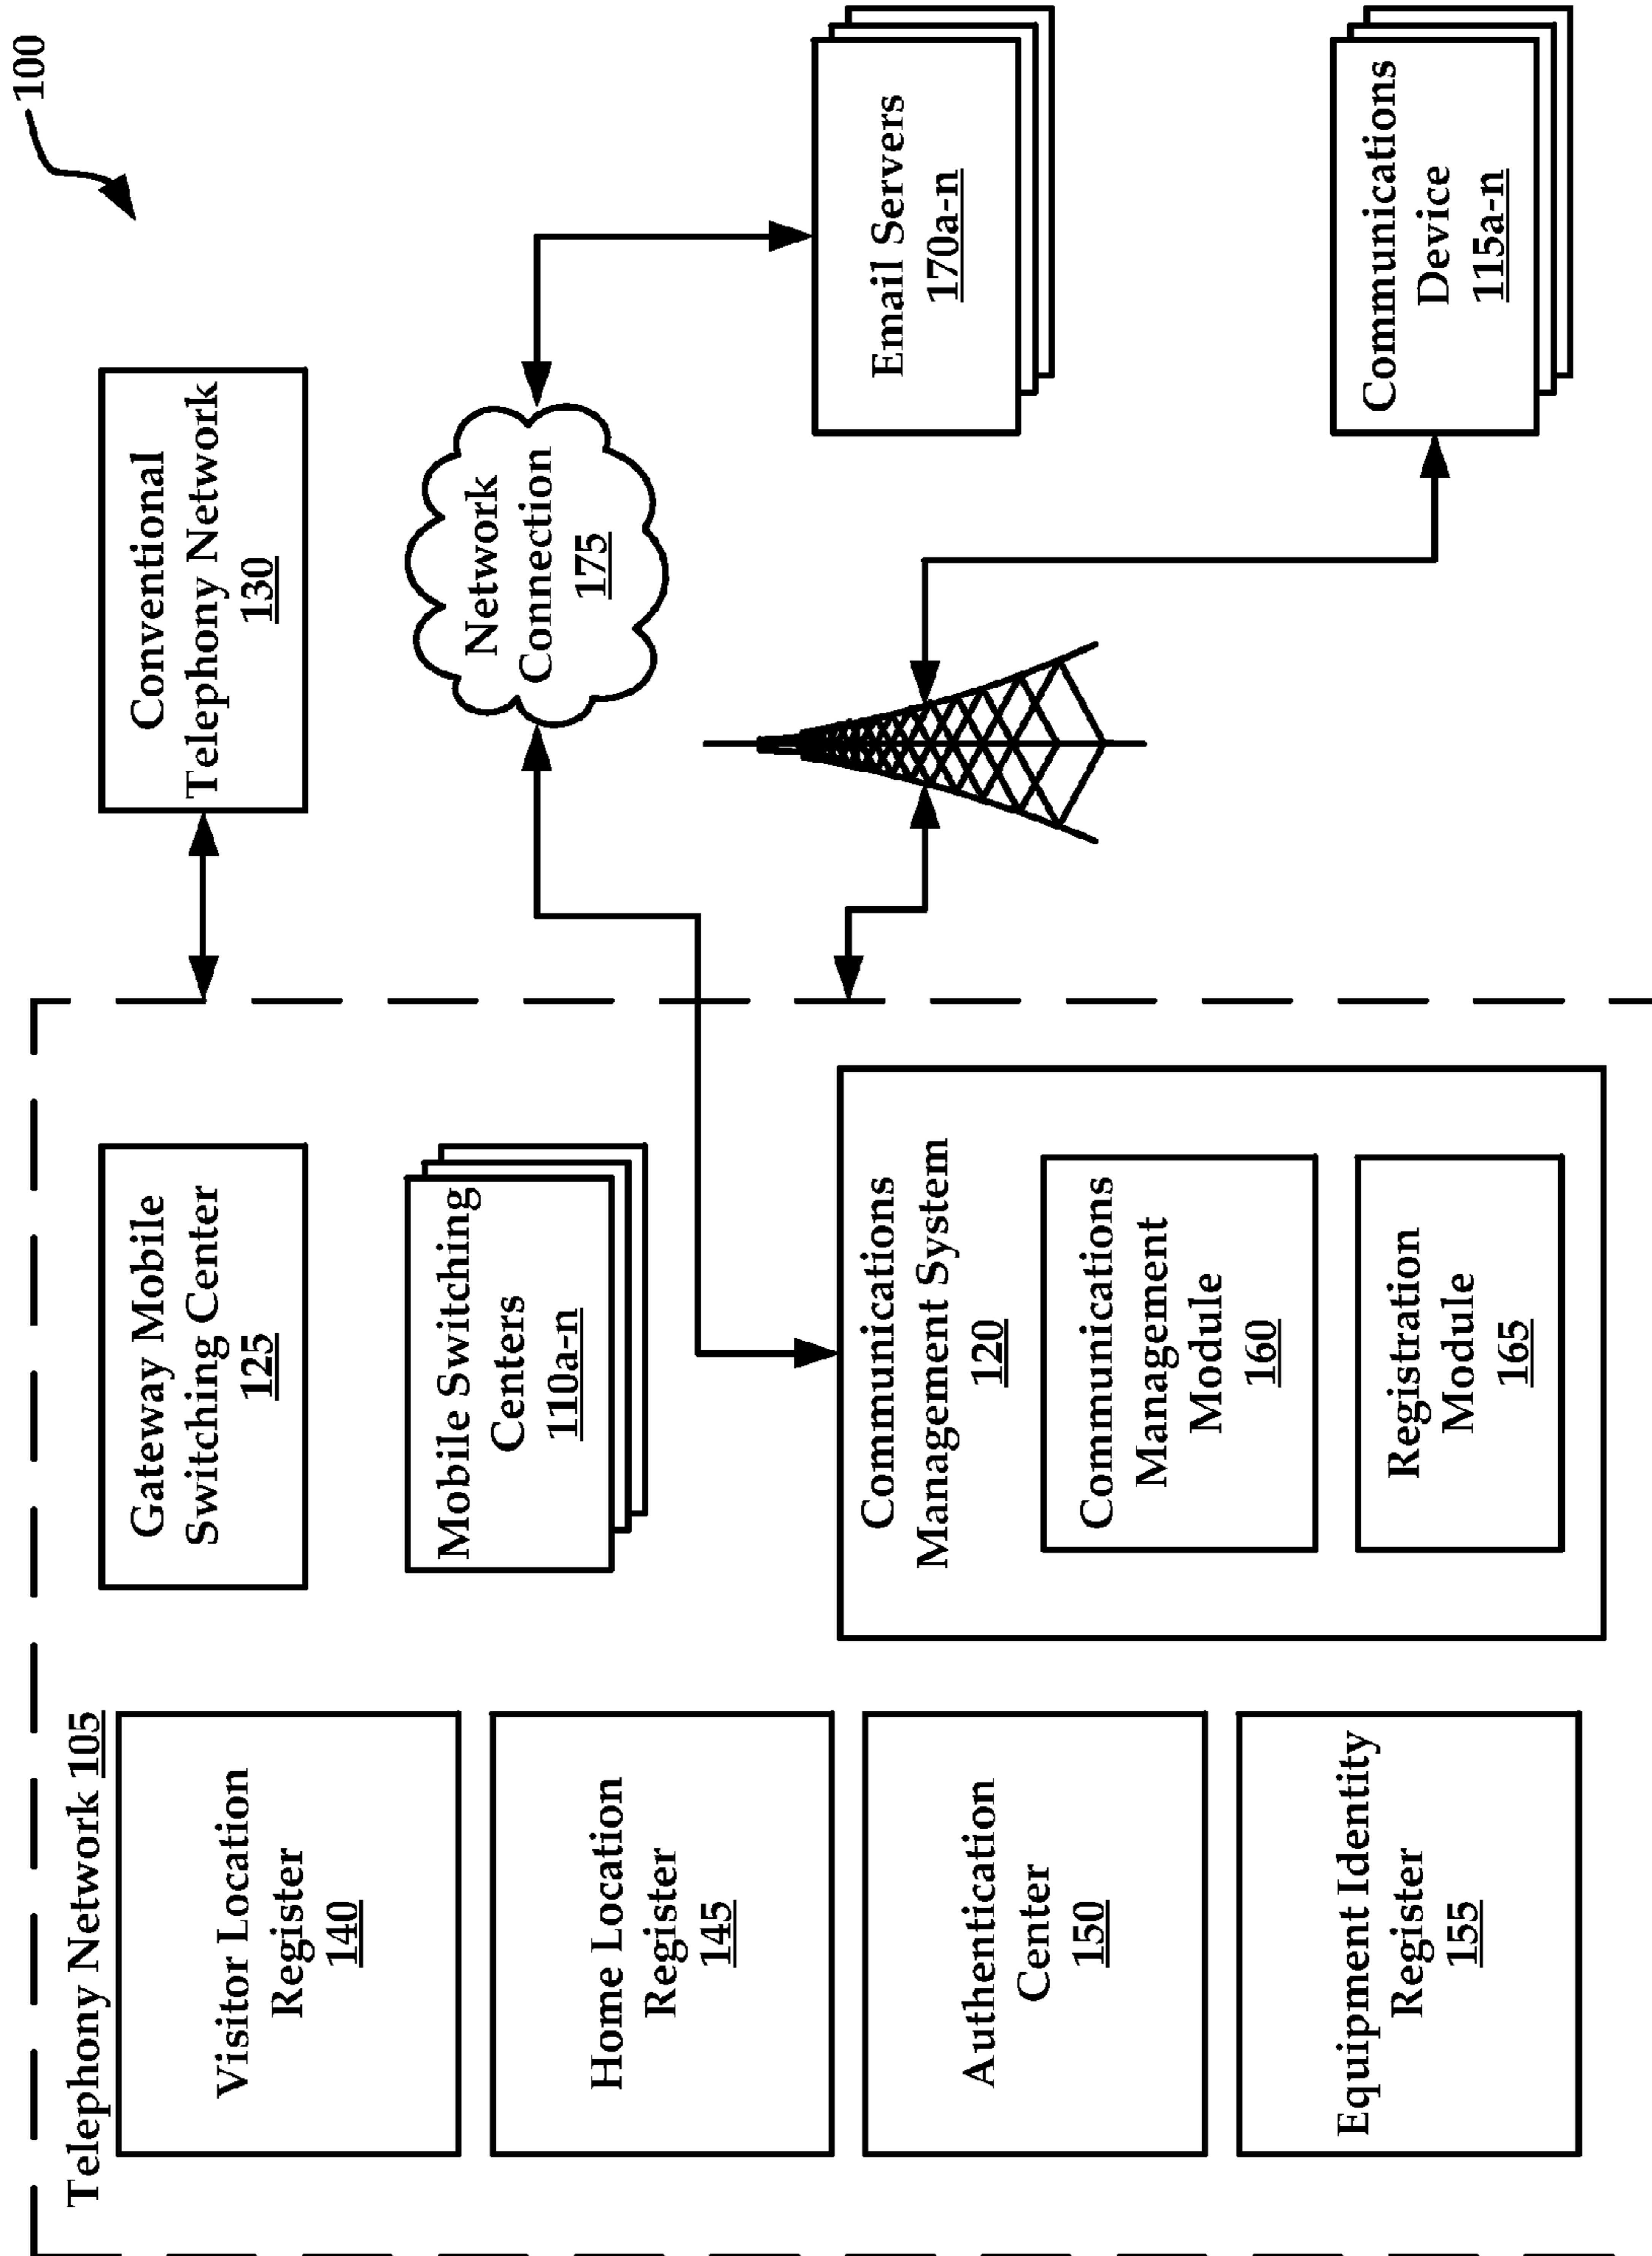 100
Telephony Network 105
Visitor Location
Register
140
Home Location
Register
145
Authentication
Center
150
Equipment Identity
Register
155
Gateway Mobile
Switching Center
125
Mobile Switching
Centers
110a-n
Communications
Management System
120
Communications
Management
Module
160
Registration
Module
165
Conventional
Telephony Network
130
Network
Connection
175
Email Servers
170a-n
Communications
Device
115a-n